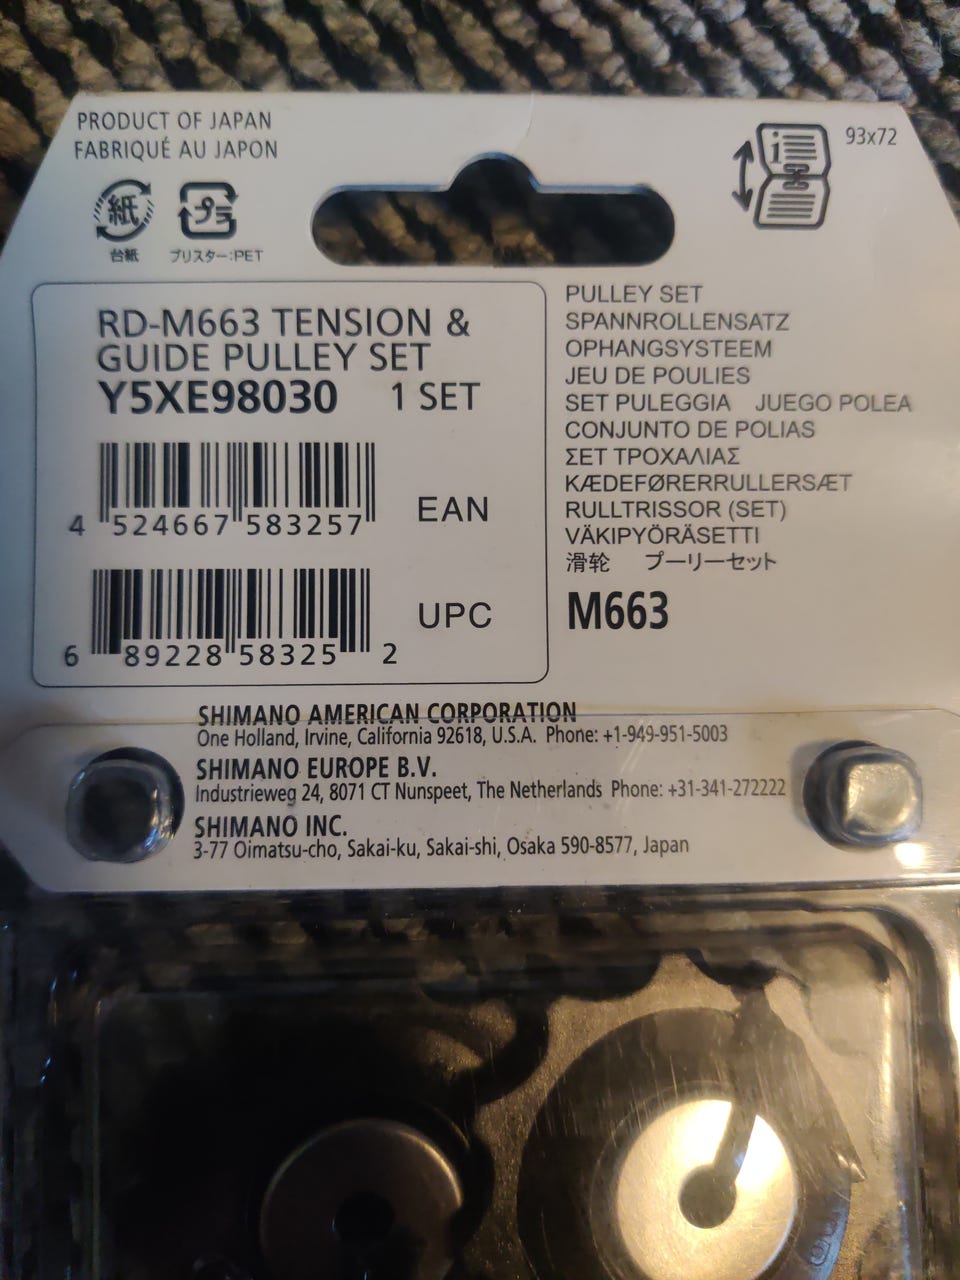 PRODUCT OF JAPAN
FABRIQUÉ AU JAPON
93x72
紙
プラ
台紙
ブリスター:PET
RD-M663 TENSION &
GUIDE PULLEY SET
Y5XE98030 1 SET
4 524667 583257
EAN
6 89228 58325 2
UPC
PULLEY SET
SPANNROLLENSATZ
OPHANGSYSTEEM
JEU DE POULIES
SET PULEGGIA JUEGO POLEA
CONJUNTO DE POLIAS
ΣΕΤ ΤΡΟΧΑΛΙΑΣ
KÆDEFØRERRULLERSÆT
RULLTRISSOR (SET)
VÄKIPYÖRÄSETTI
滑轮 プーリーセット
M663
SHIMANO AMERICAN CORPORATION
One Holland, Irvine, California 92618, U.S.A. Phone: +1-949-951-5003
SHIMANO EUROPE B.V.
Industrieweg 24, 8071 CT Nunspeet, The Netherlands Phone: +31-341-272222
SHIMANO INC.
3-77 Oimatsu-cho, Sakai-ku, Sakai-shi, Osaka 590-8577, Japan